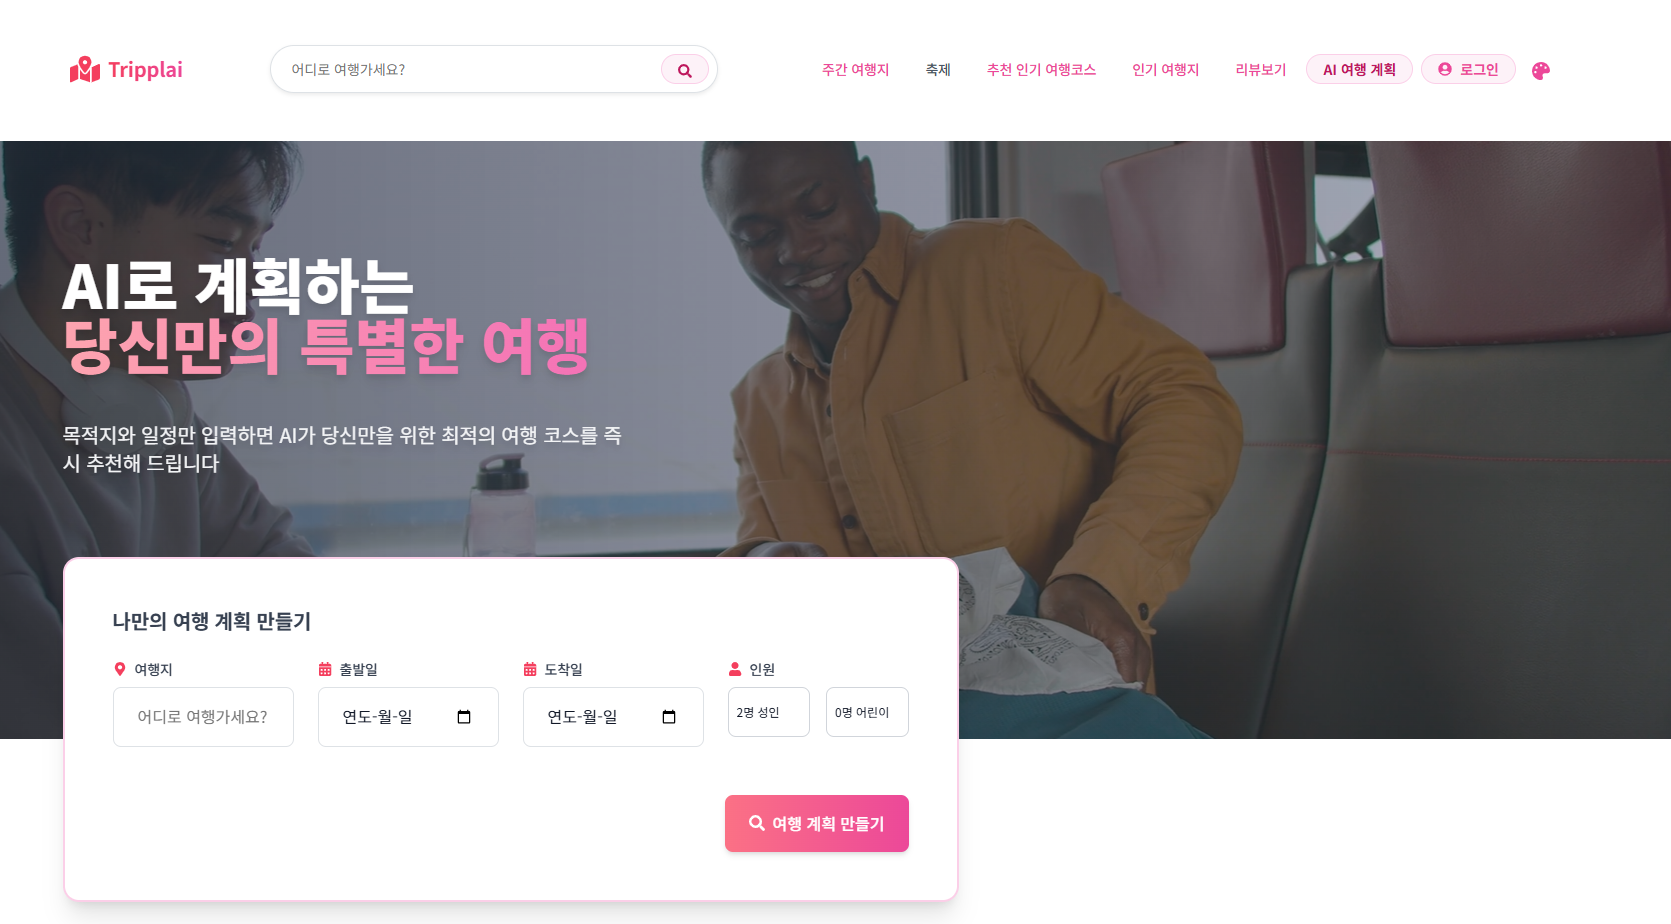 Tripplai
어디로 여행가세요?
주간 여행지
축제
추천 인기 여행코스
인기 여행지
리뷰보기
AI 여행 계획
로그인
AI로 계획하는
당신만의 특별한 여행
목적지와 일정만 입력하면 AI가 당신만을 위한 최적의 여행 코스를 즉
시 추천해 드립니다
나만의 여행 계획 만들기
여행지
출발일
도착일
인원
어디로 여행가세요?
연도-월-일
연도-월-일
2명 성인
0명 어린이
여행 계획 만들기